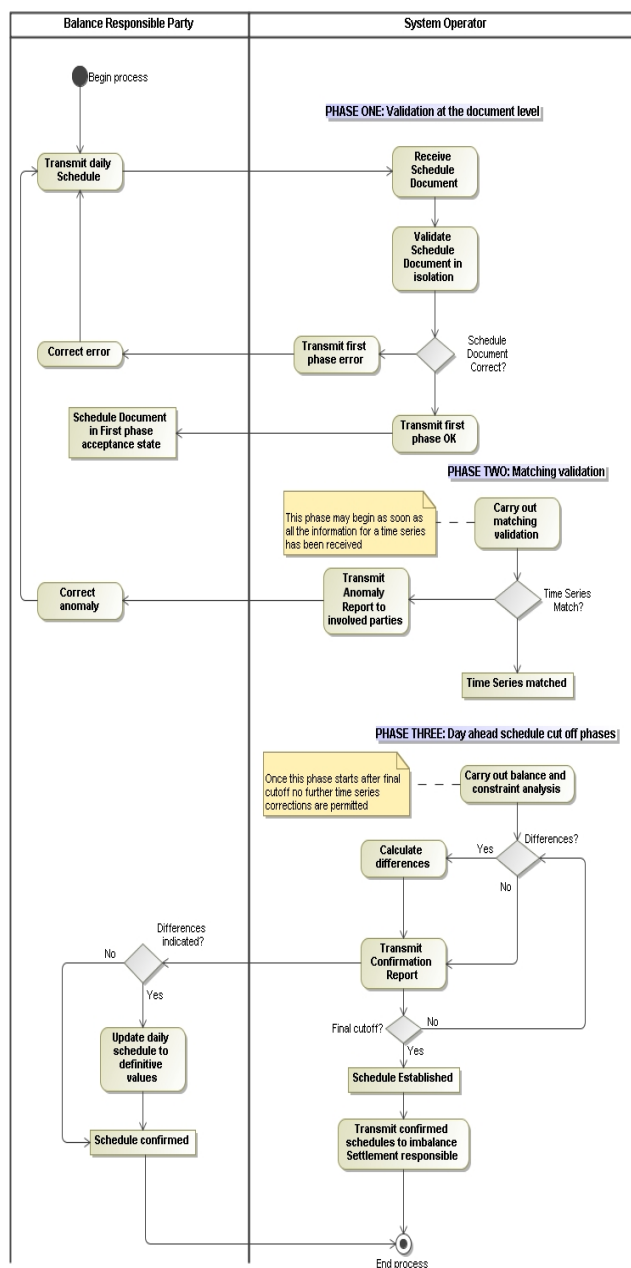 Balance Responsible Party
System Operator
Begin process
PHASE ONE: Validation at the document level
Transmit daily
Schedule
Receive
Schedule
Document
Validate
Schedule
Document in
isolation
Correct error
Transmit first
phase error
Schedule
Document
Correct?
Schedule Document
in First phase
acceptance state
Transmit first
phase OK
PHASE TWO: Matching validation
This phase may begin as soon as
all the information for a time series
has been received
Carry out
matching
validation
Correct
anomaly
Transmit
Anomaly
Report to
involved parties
Time Series
Match?
Time Series matched
PHASE THREE: Day ahead schedule cut off phases
Once this phase starts after final
cutoff no further time series
corrections are permitted
Carry out balance and
constraint analysis
Calculate
differences
Yes
Differences?
No
Differences
indicated?
No
Yes
Transmit
Confirmation
Report
Final cutoff?
No
Yes
Update daily
schedule to
definitive
values
Schedule Established
Schedule confirmed
Transmit confirmed
schedules to imbalance
Settlement responsible
End process